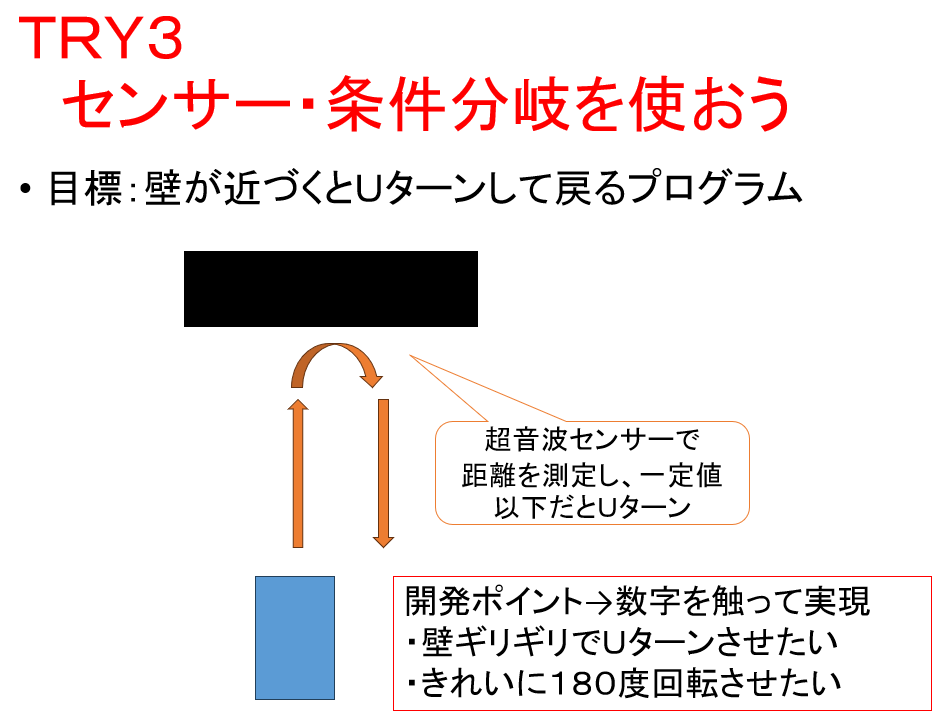 ＴＲＹ３
センサー・条件分岐を使おう
• 目標：壁が近づくとＵターンして戻るプログラム
超音波センサーで
距離を測定し、一定値
以下だとＵターン
開発ポイント→数字を触って実現
・壁ギリギリでＵターンさせたい
・きれいに１８０度回転させたい